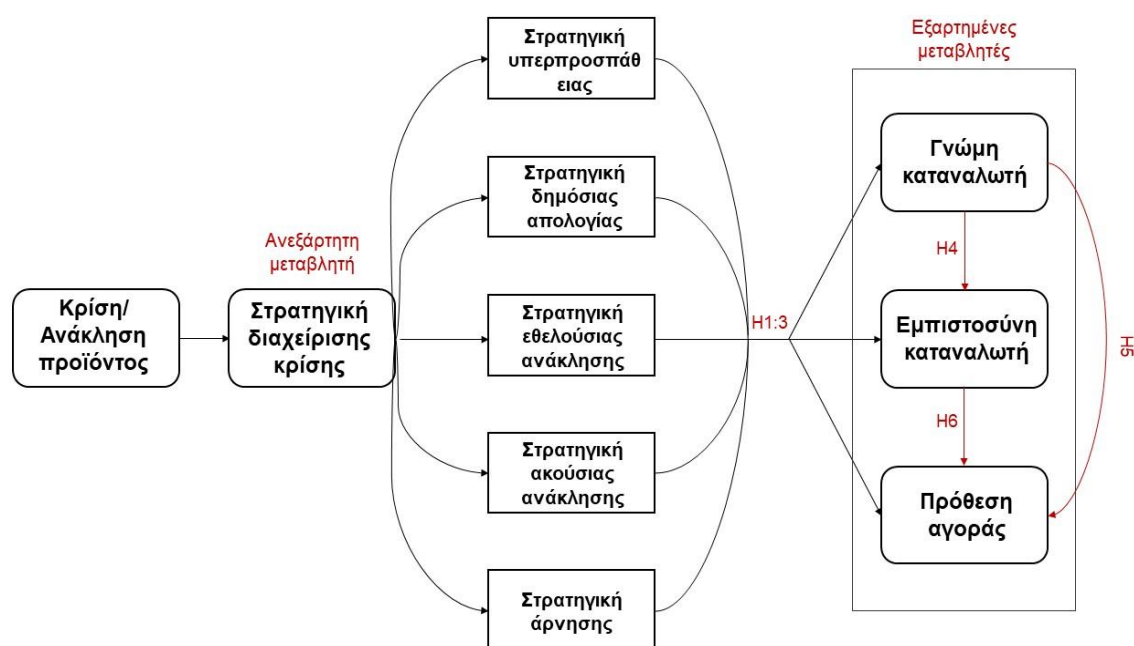 Στρατηγική
υπερπροσπάθ
ειας
Εξαρτημένες
μεταβλητές
Γνώμη
καταναλωτή
Στρατηγική
δημόσιας
απολογίας
Ανεξάρτητη
μεταβλητή
H4
Κρίση/
Ανάκληση
προϊόντος
Στρατηγική
διαχείρισης
κρίσης
Στρατηγική
εθελούσιας
ανάκλησης
H1:3
Εμπιστοσύνη
καταναλωτή
H5
H6
Στρατηγική
ακούσιας
ανάκλησης
Πρόθεση
αγοράς
Στρατηγική
άρνησης